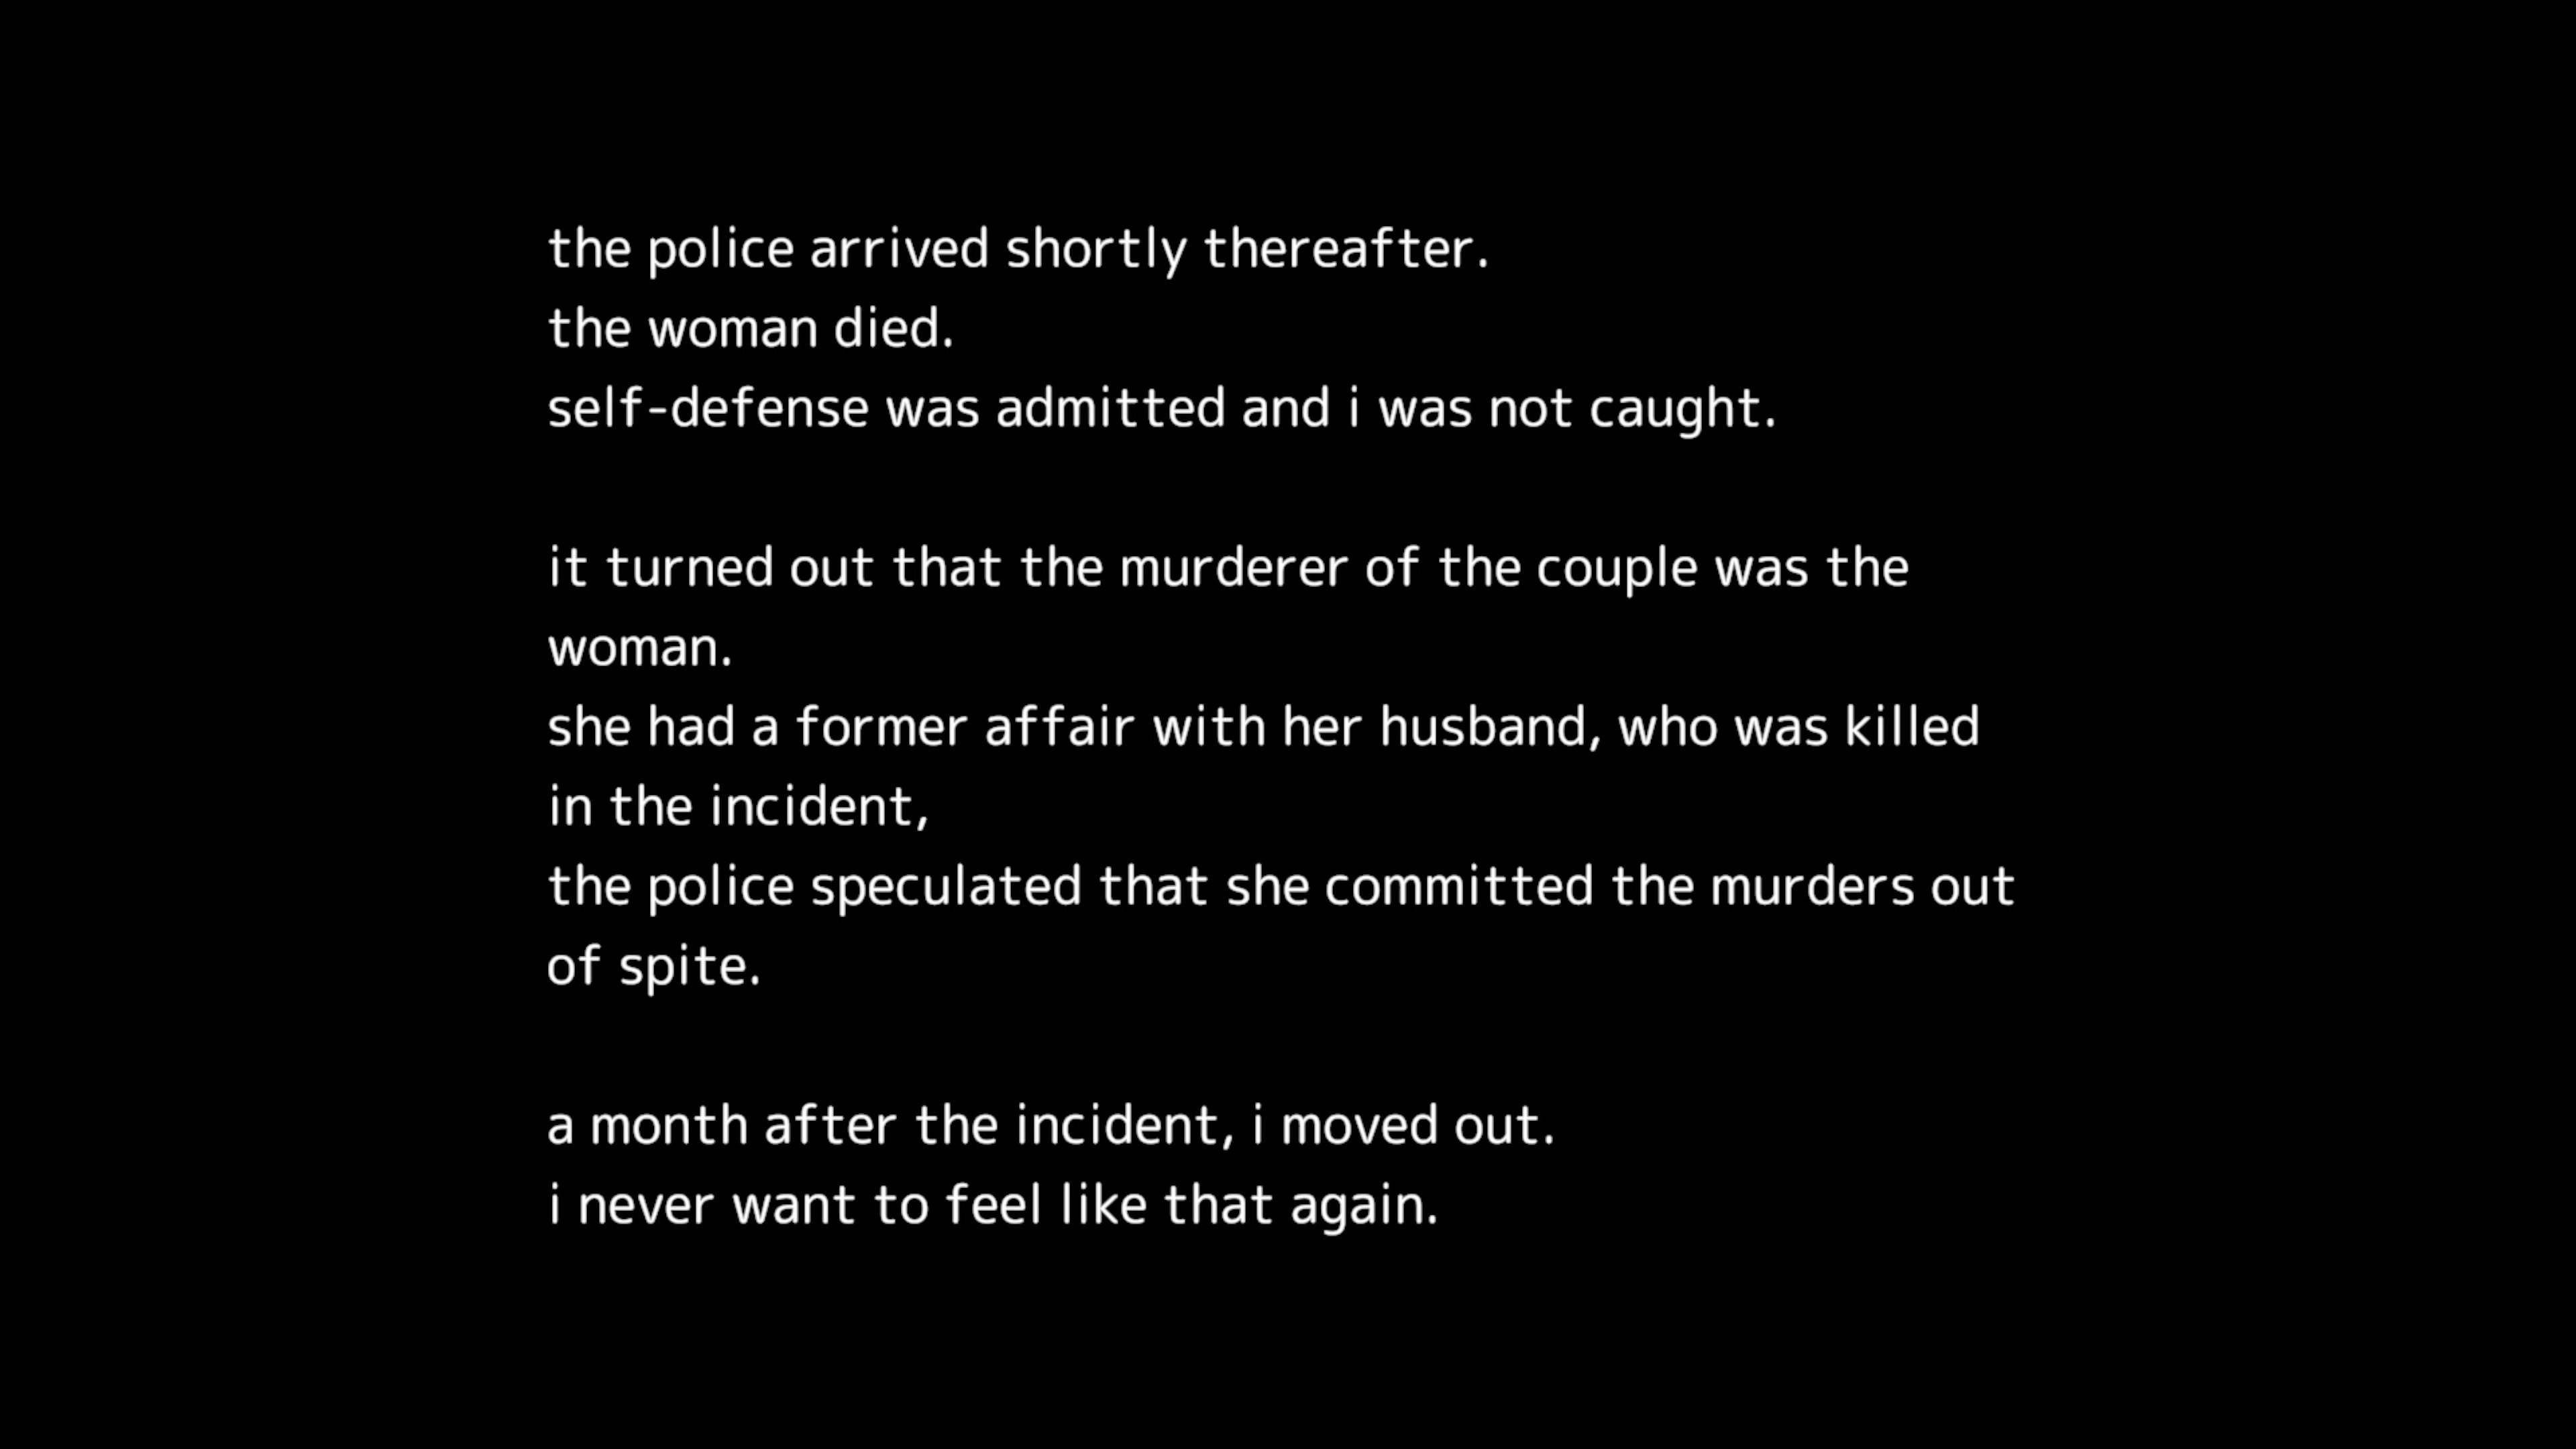 the police arrived shortly thereafter.
the woman died.
self-defense was admitted and i was not caught.
it turned out that the murderer of the couple was the
woman.
she had a former affair with her husband, who was killed
in the incident,
the police speculated that she committed the murders out
of spite.
a month after the incident, i moved out.
i never want to feel like that again.